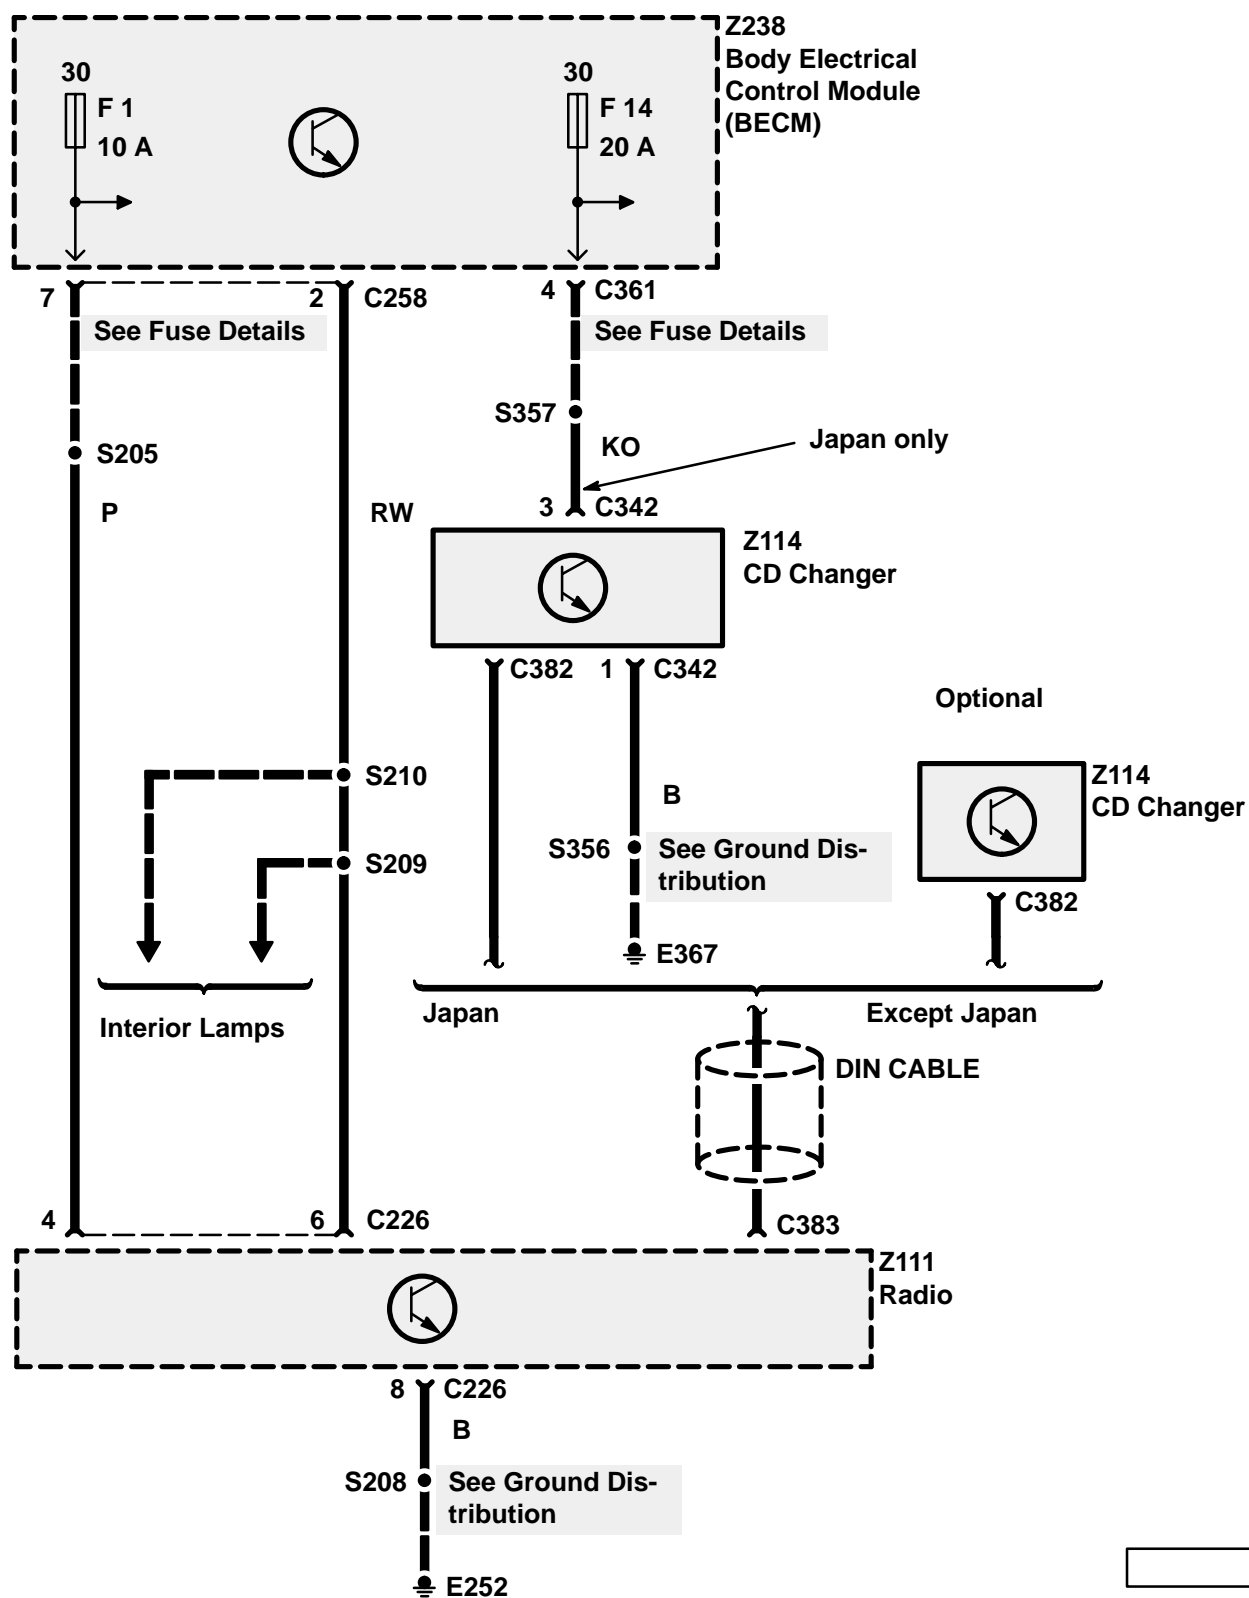 Z238
Body Electrical
Control Module
(BECM)
30
F 1
10 A
30
F 14
20 A
7
2
C258
4
C361
See Fuse Details
See Fuse Details
S357
KO
Japan only
S205
P
RW
3
C342
Z114
CD Changer
C382
1
C342
Optional
S210
B
Z114
CD Changer
S209
S356
See Ground Dis-
tribution
C382
E367
Interior Lamps
Japan
Except Japan
DIN CABLE
4
6
C226
C383
Z111
Radio
8
C226
B
S208
See Ground Dis-
tribution
E252